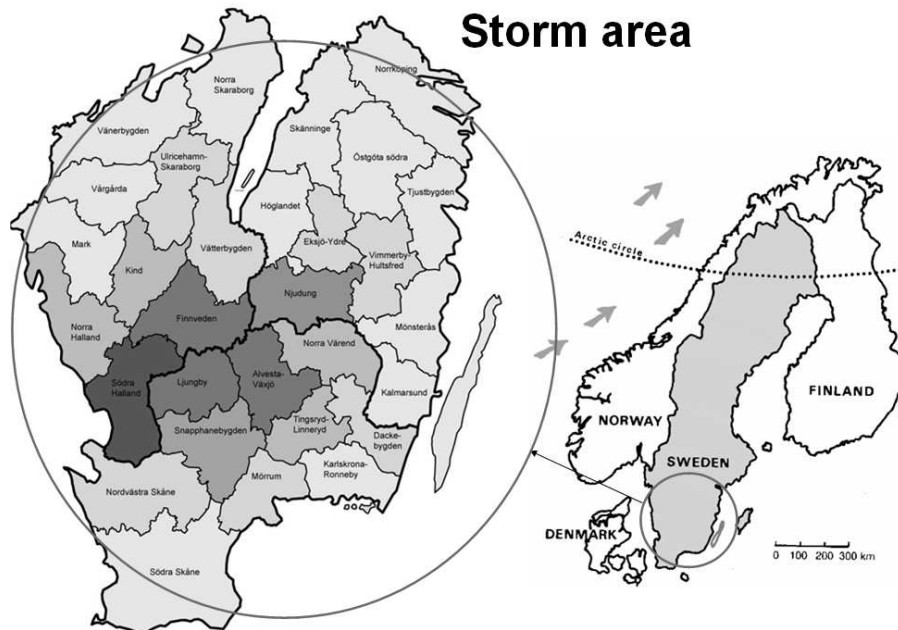 Storm area
Norrköping
Norra
Skaraborg
Vänerbygden
Skänninge
Ulricehamn-
Skaraborg
Östgöta södra
Vårgårda
Tjustbygden
Höglandet
Mark
Eksjö-Ydre
Vätterbygden
Vimmerby-
Hultsfred
Kind
Njudung
Finnveden
Mönsterås
Norra
Halland
Norra Värend
Södra
Halland
Ljungby
Alvesta-
Växjö
Kalmarsund
Snapphanebygden
Tingsryd-
Linneryd
Dacke-
bygden
Karlskrona-
Ronneby
Mörrum
Nordvästra Skåne
Södra Skåne
Arctic circle
FINLAND
NORWAY
SWEDEN
DENMARK
0 100 200 300 km